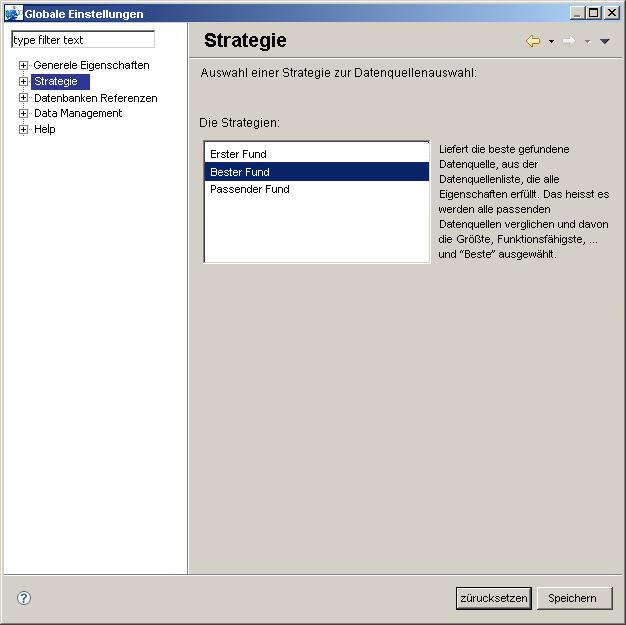 Globale Einstellungen
type filter text
Generele Eigenschaften
Strategie
Datenbanken Referenzen
Data Management
Help
Strategie
Auswahl einer Strategie zur Datenquellenauswahl:
Die Strategien:
Erster Fund
Bester Fund
Passender Fund
Liefert die beste gefundene
Datenquelle, aus der
Datenquellenliste, die alle
Eigenschaften erfüllt. Das heisst es
werden alle passenden
Datenquellen verglichen und davon
die Größte, Funktionsfähigste, ...
und “Beste” ausgewählt.
?
zürucksetzen
Speichern